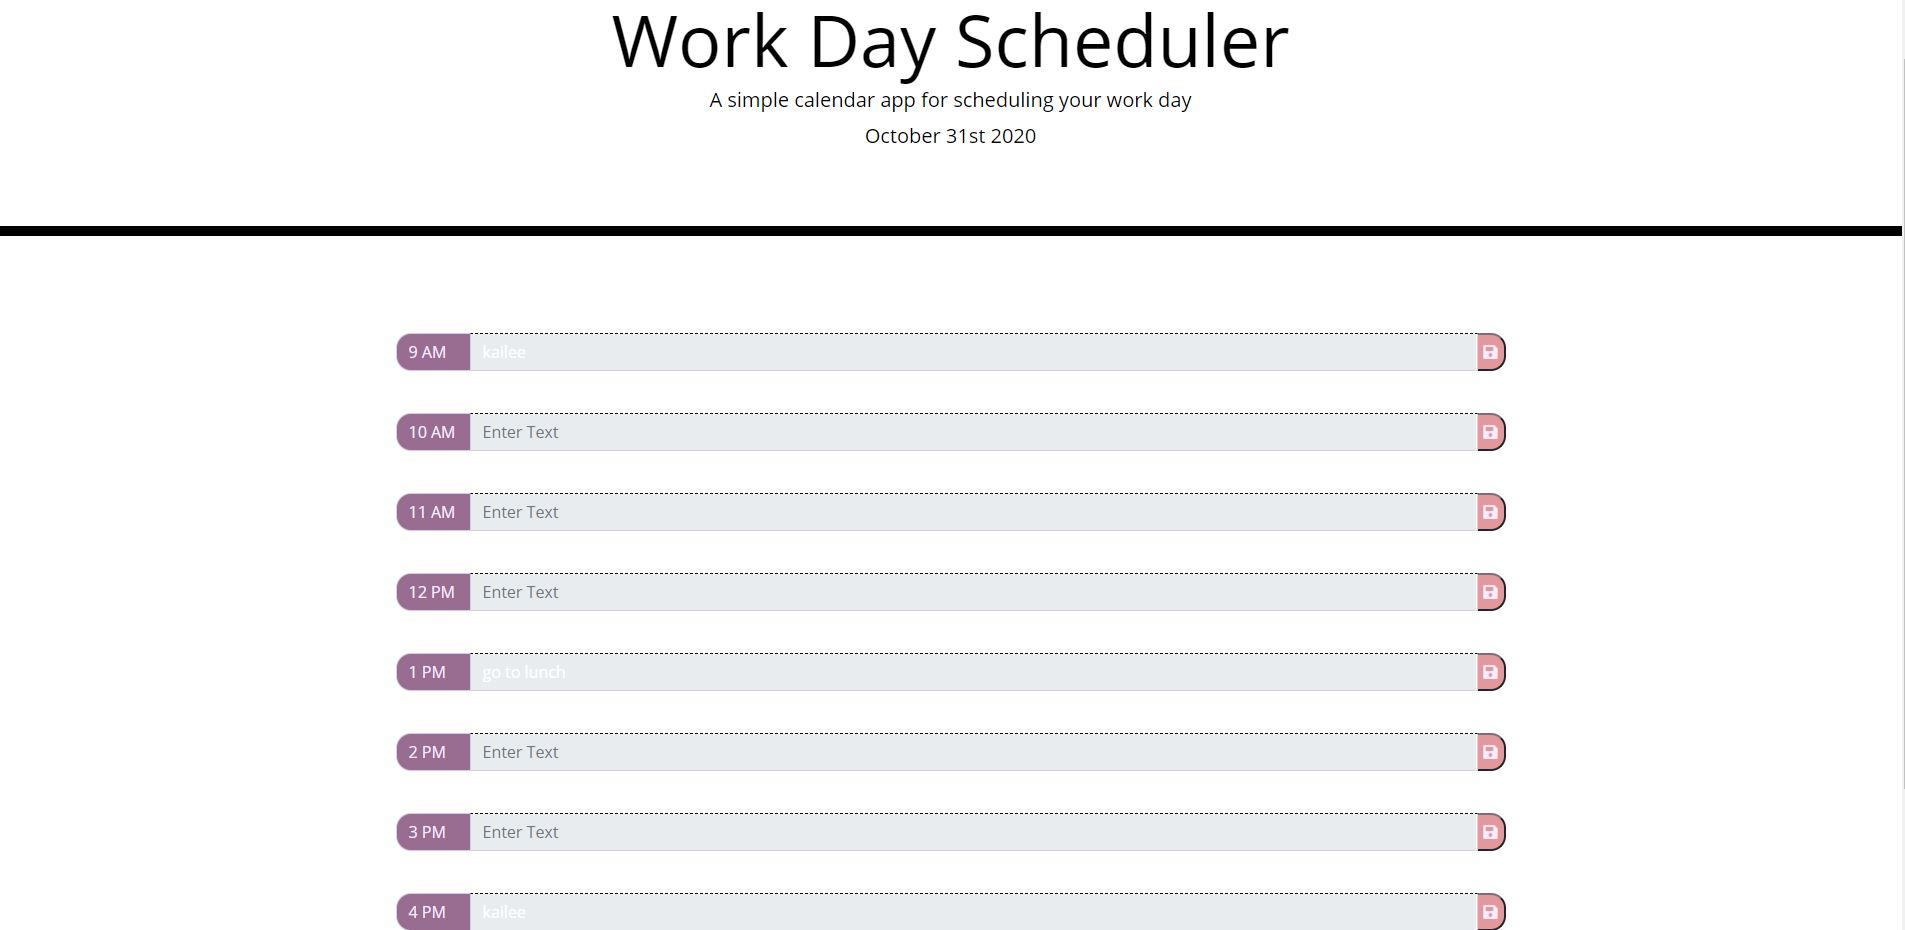 Work Day Scheduler
A simple calendar app for scheduling your work day
October 31st 2020
9 AM kailee
10 AM Enter Text
11 AM Enter Text
12 PM Enter Text
1 PM go to lunch
2 PM Enter Text
3 PM Enter Text
4 PM kailee